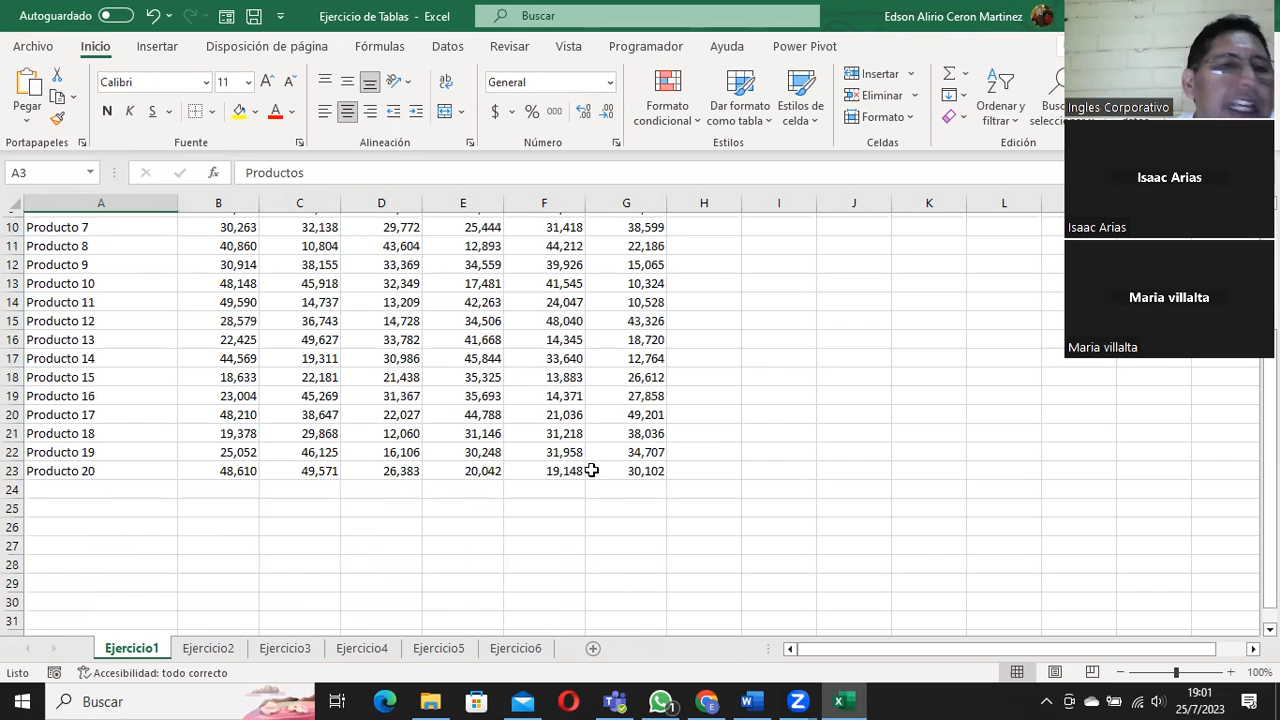 Autoguardado
Ejercicio de Tablas - Excel
Buscar
Edson Alirio Ceron Martinez
Archivo Inicio Insertar Disposición de página Fórmulas Datos Revisar Vista Programador Ayuda Power Pivot
Pegar
Calibri 11
N K S
General
$ % 000
Formato condicional
Dar formato como tabla
Estilos de celda
Insertar
Eliminar
Formato
Ordenar y filtrar
Portapapeles Fuente Alineación Número Estilos Celdas Edición
Ingles Corporativo
Isaac Arias
Isaac Arias
Maria villalta
Maria villalta
A3 fx Productos
A B C D E F G H I J K L
10 Producto 7 30,263 32,138 29,772 25,444 31,418 38,599
11 Producto 8 40,860 10,804 43,604 12,893 44,212 22,186
12 Producto 9 30,914 38,155 33,369 34,559 39,926 15,065
13 Producto 10 48,148 45,918 32,349 17,481 41,545 10,324
14 Producto 11 49,590 14,737 13,209 42,263 24,047 10,528
15 Producto 12 28,579 36,743 14,728 34,506 48,040 43,326
16 Producto 13 22,425 49,627 33,782 41,668 14,345 18,720
17 Producto 14 44,569 19,311 30,986 45,844 33,640 12,764
18 Producto 15 18,633 22,181 21,438 35,325 13,883 26,612
19 Producto 16 23,004 45,269 31,367 35,693 14,371 27,858
20 Producto 17 48,210 38,647 22,027 44,788 21,036 49,201
21 Producto 18 19,378 29,868 12,060 31,146 31,218 38,036
22 Producto 19 25,052 46,125 16,106 30,248 31,958 34,707
23 Producto 20 48,610 49,571 26,383 20,042 19,148 30,102
24
25
26
27
28
29
30
31
Ejercicio1 Ejercicio2 Ejercicio3 Ejercicio4 Ejercicio5 Ejercicio6
Listo Accesibilidad: todo correcto 100%
Buscar
19:01
25/7/2023